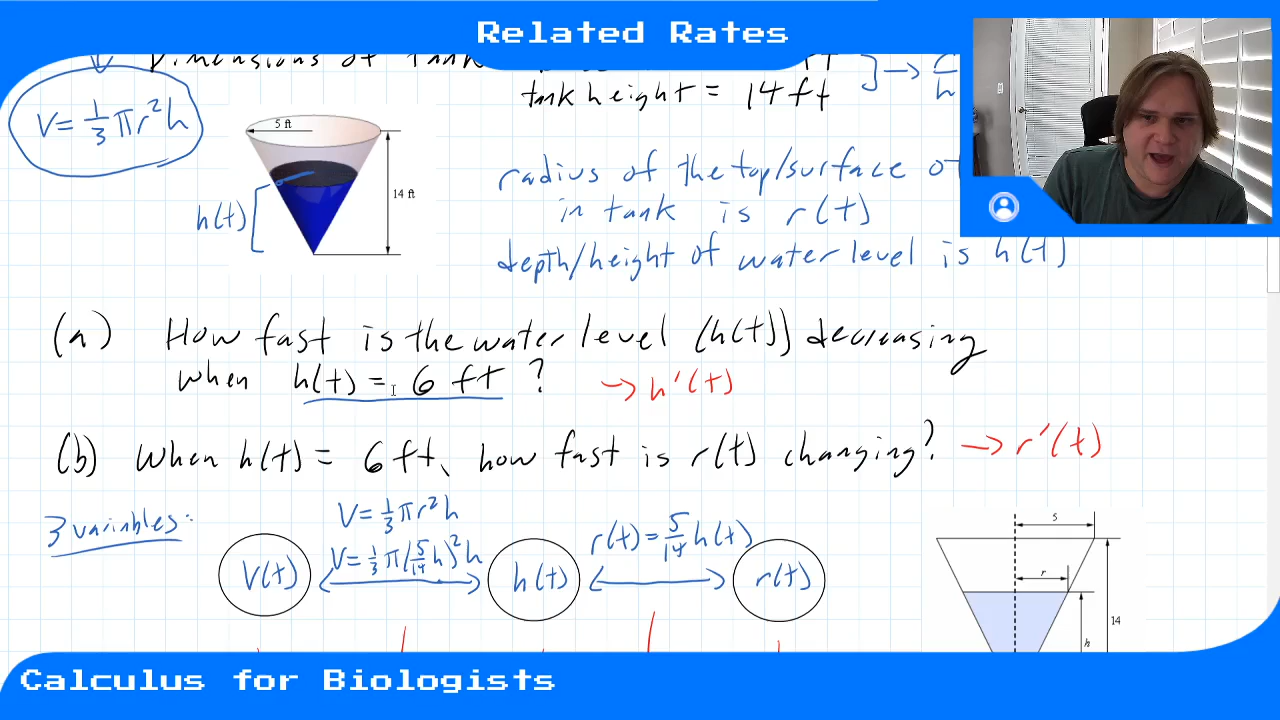 Related Rates
Dimensions of Tank
tank height = 14 ft
] → r/h
V = 1/3 πr²h
5 ft
14 ft
h(t)
radius of the top/surface of
in tank is r(t)
depth/height of water level is h(t)
(a) How fast is the water level (h(t)) decreasing
when h(t) = 6 ft ? → h'(t)
(b) When h(t) = 6 ft, how fast is r(t) changing? → r'(t)
3 variables:
V = 1/3 πr²h
V = 1/3 π(5/14 h)²h
r(t) = 5/14 h(t)
V(t)
h(t)
r(t)
5
r
14
h
Calculus for Biologists